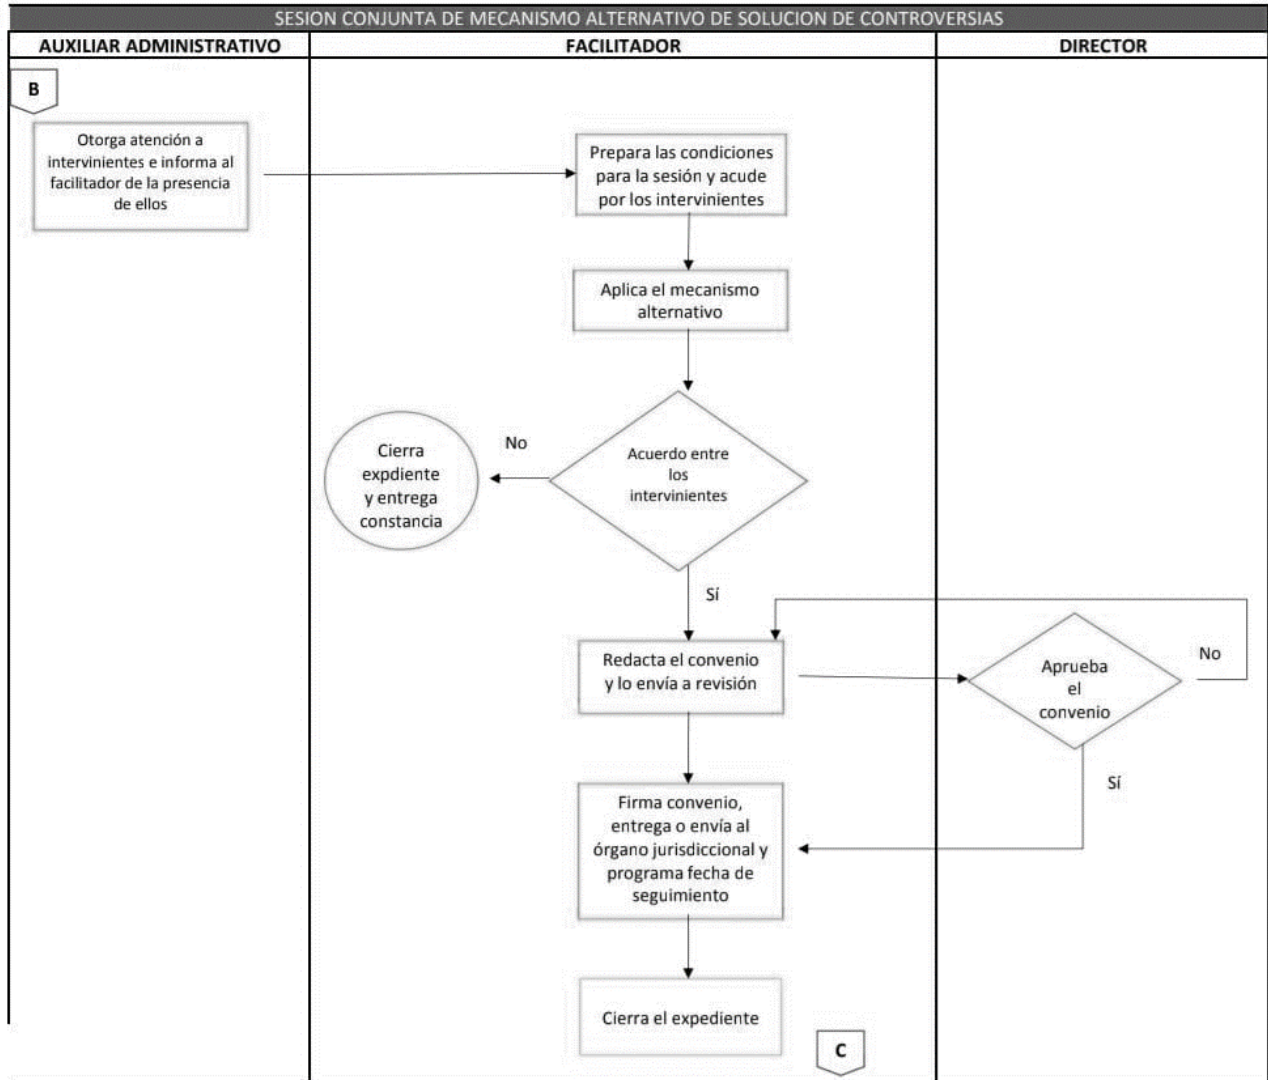 SESION CONJUNTA DE MECANISMO ALTERNATIVO DE SOLUCION DE CONTROVERSIAS
AUXILIAR ADMINISTRATIVO
FACILITADOR
DIRECTOR
B
Otorga atención a
intervinientes e informa al
facilitador de la presencia
de ellos
Prepara las condiciones
para la sesión y acude
por los intervinientes
Aplica el mecanismo
alternativo
Acuerdo entre
los
intervinientes
No
Cierra
expdiente
y entrega
constancia
Sí
Redacta el convenio
y lo envía a revisión
Aprueba
el
convenio
No
Sí
Firma convenio,
entrega o envía al
órgano jurisdiccional y
programa fecha de
seguimiento
Cierra el expediente
C